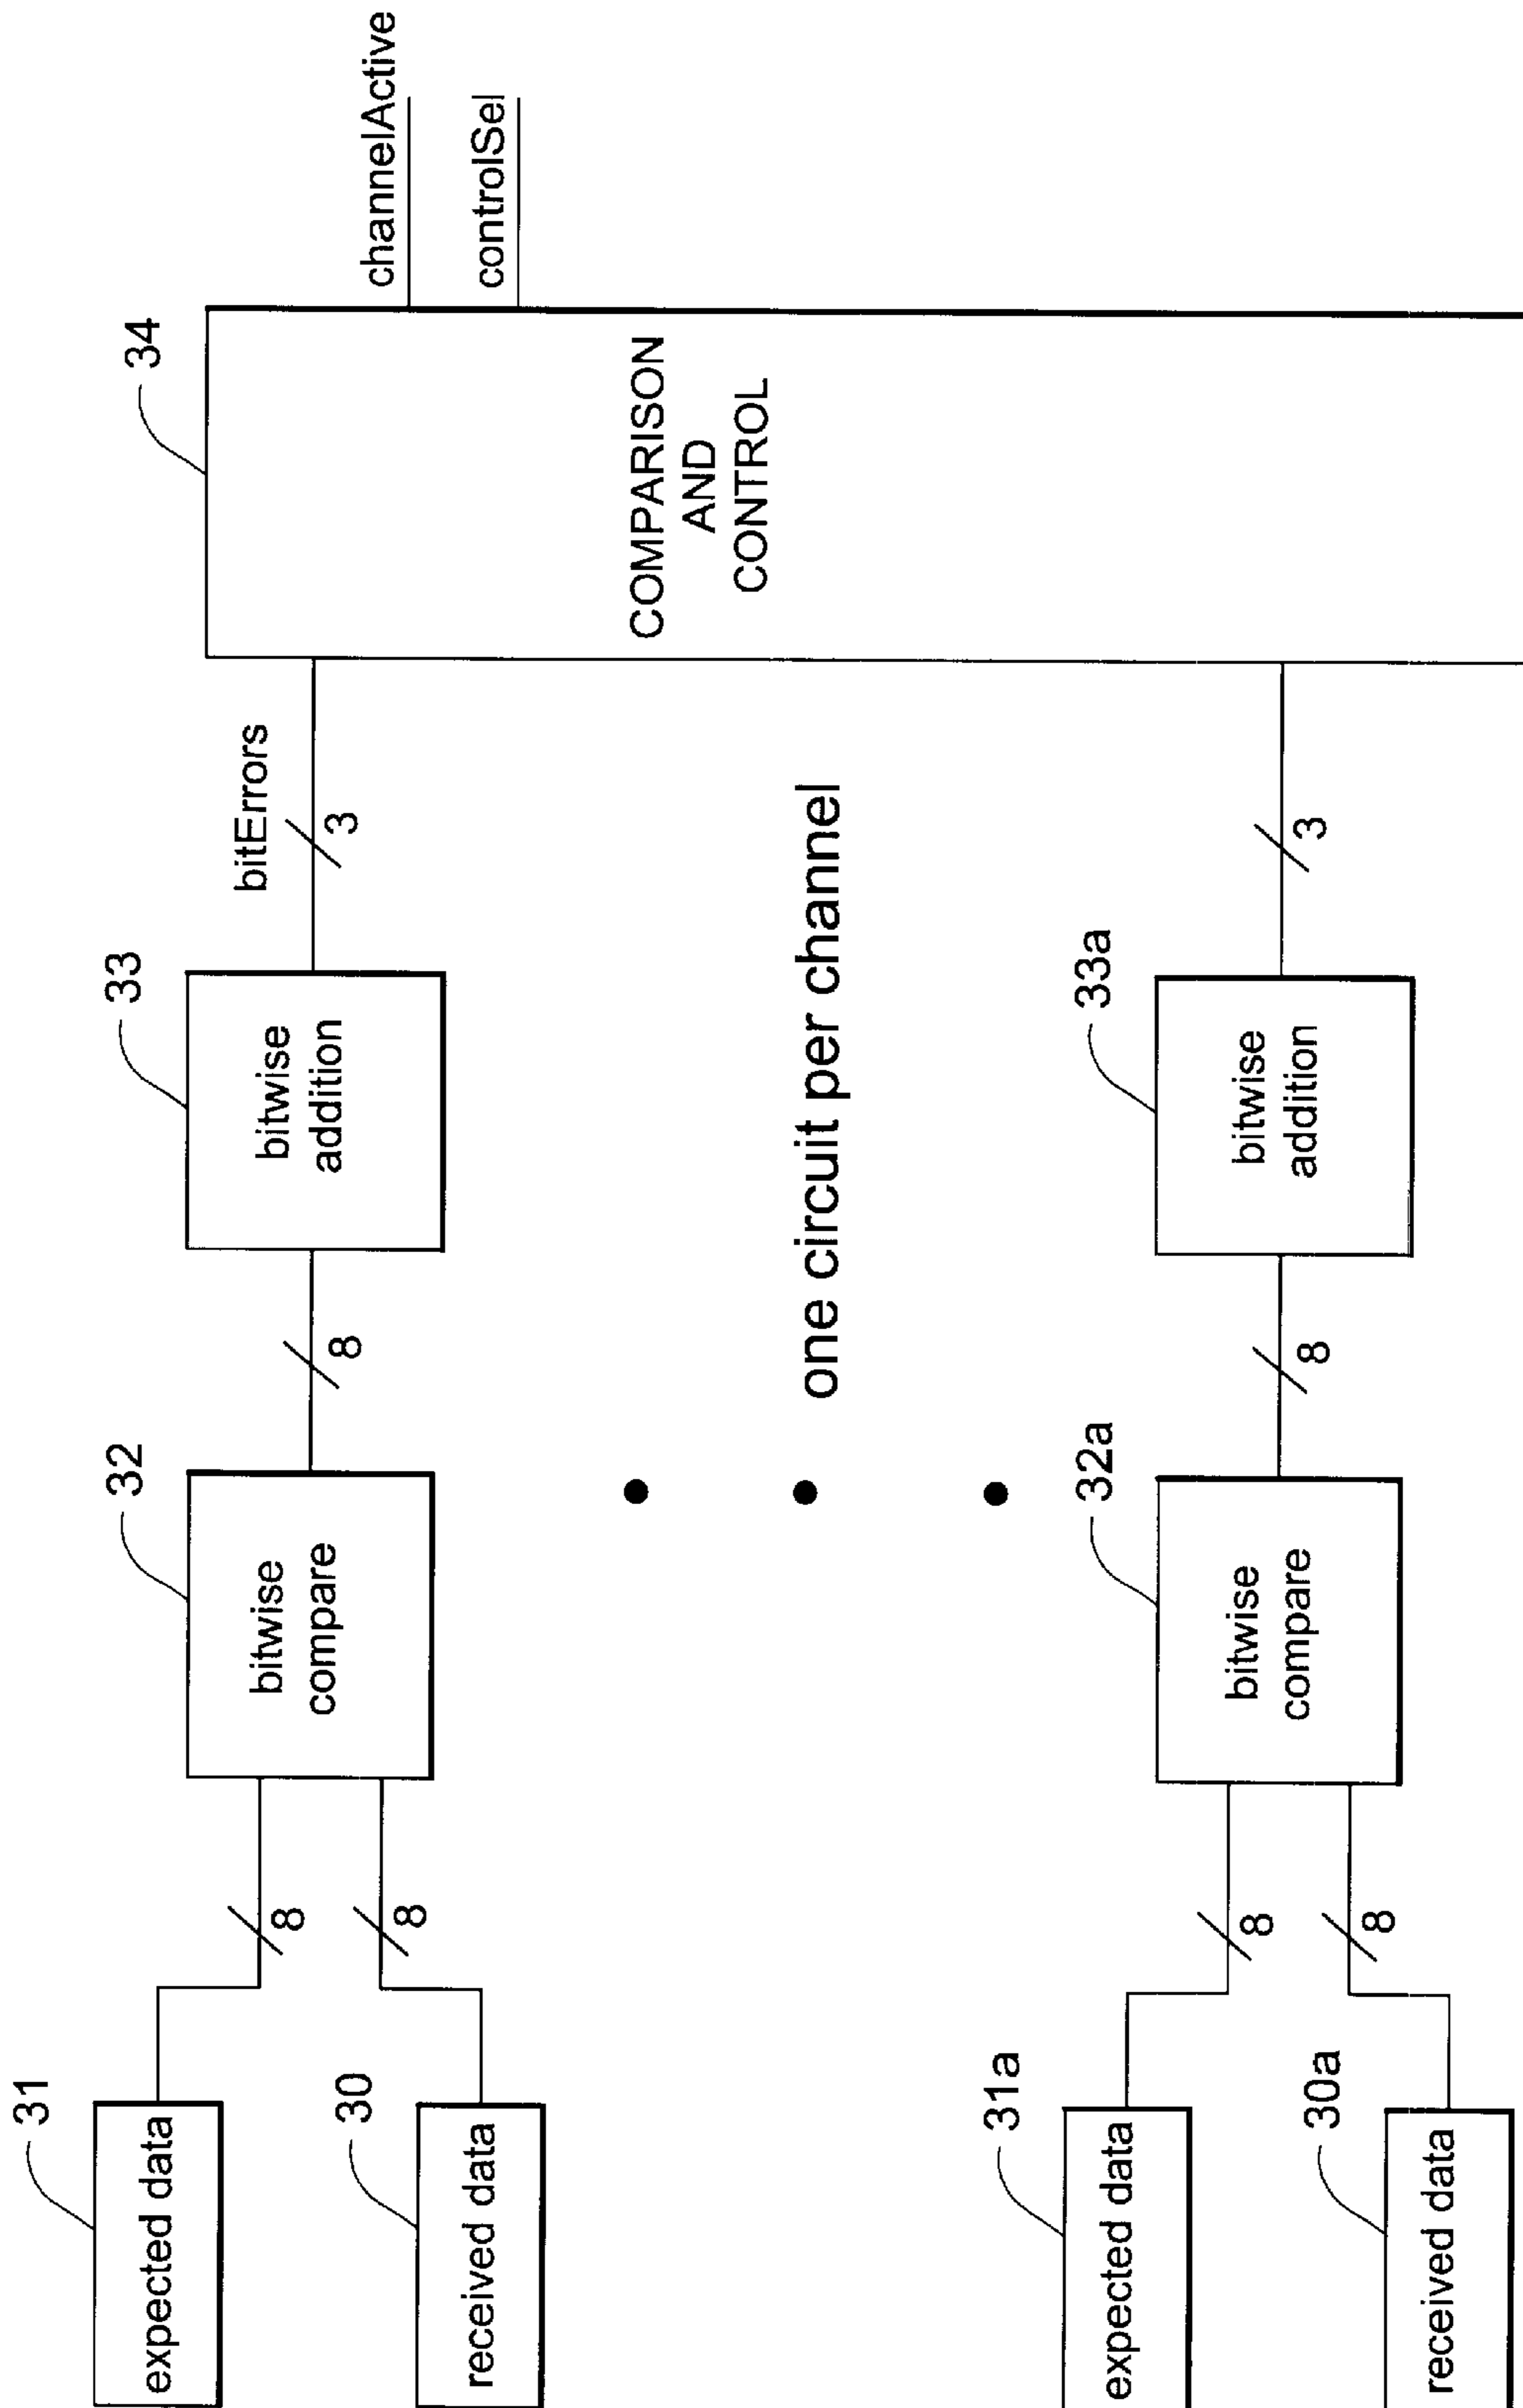 31
expected data
8
30
received data
8
32
bitwise
compare
8
33
bitwise
addition
bitErrors
3
34
COMPARISON
AND
CONTROL
channelActive
controlSel
one circuit per channel
31a
expected data
8
30a
received data
8
32a
bitwise
compare
8
33a
bitwise
addition
3